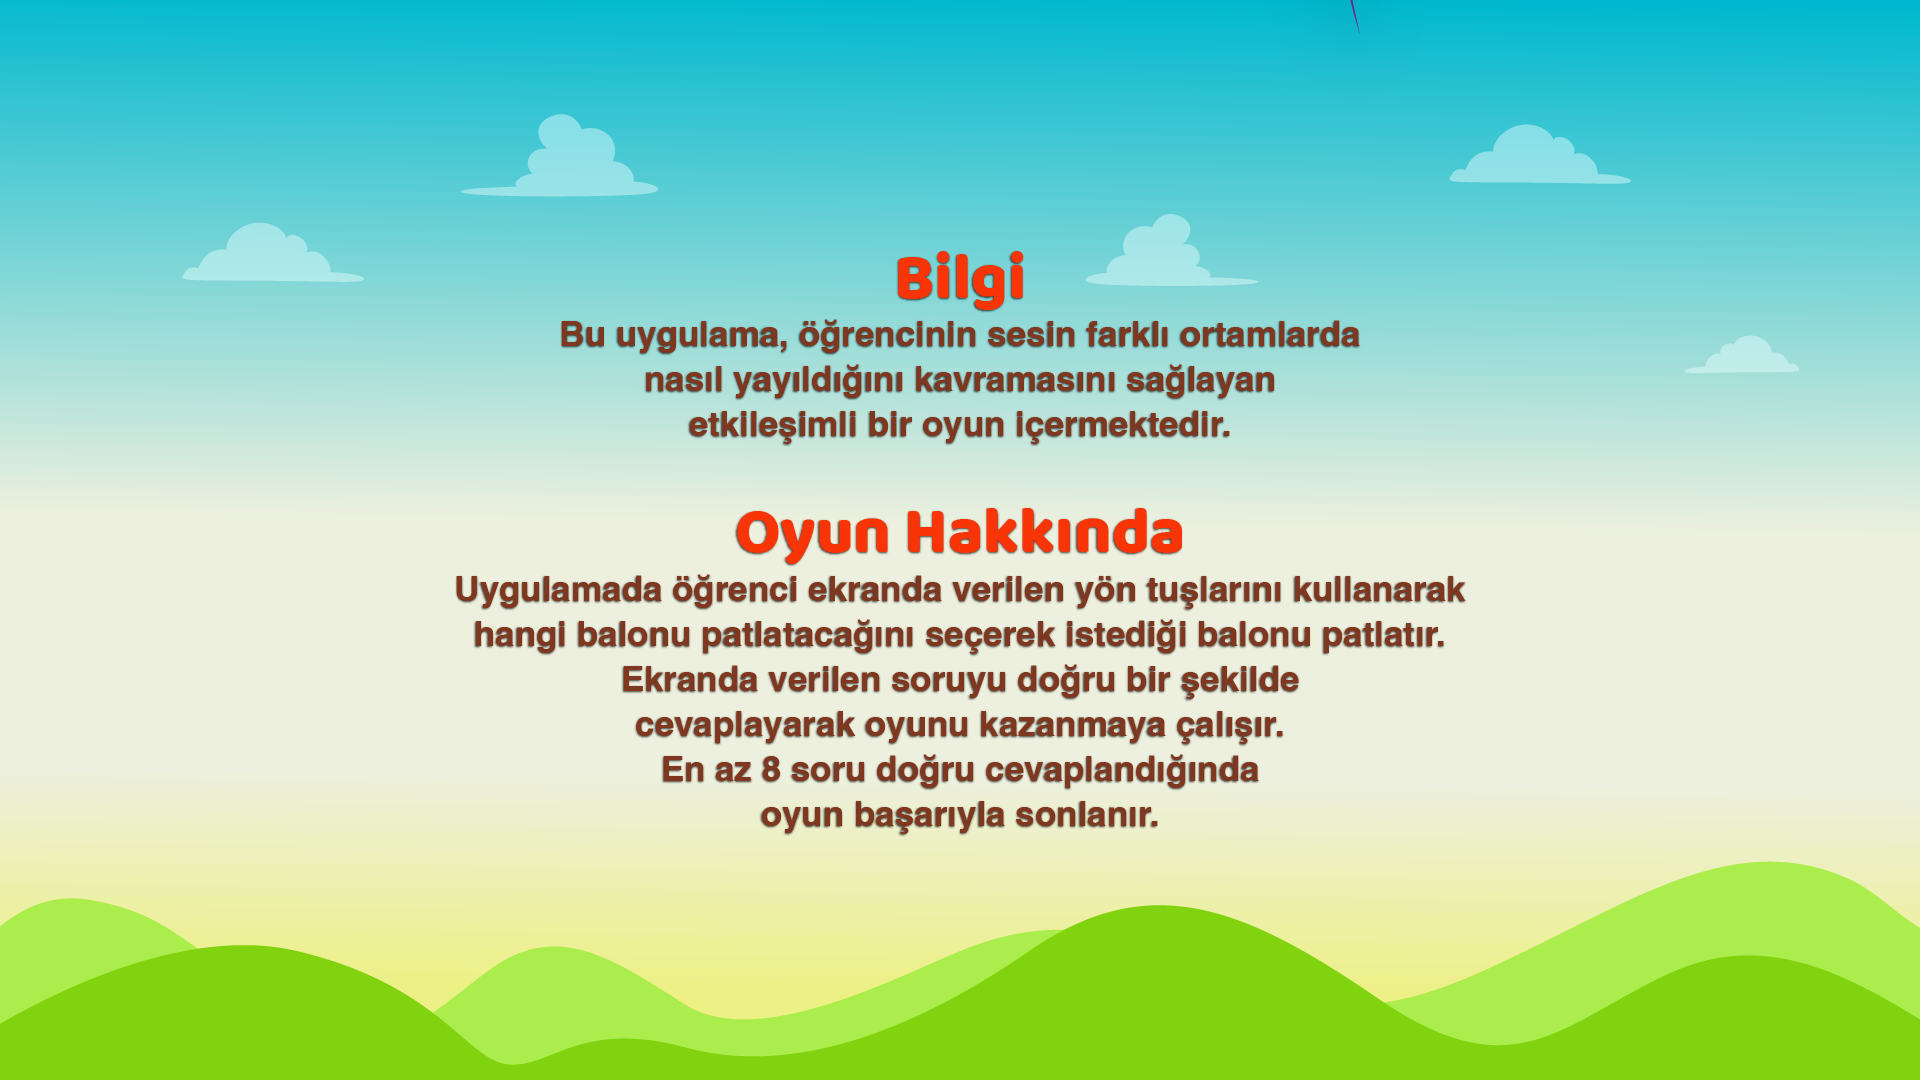 Bilgi
Bu uygulama, öğrencinin sesin farklı ortamlarda
nasıl yayıldığını kavramasını sağlayan
etkileşimli bir oyun içermektedir.
Oyun Hakkında
Uygulamada öğrenci ekranda verilen yön tuşlarını kullanarak
hangi balonu patlatacağını seçerek istediği balonu patlatır.
Ekranda verilen soruyu doğru bir şekilde
cevaplayarak oyunu kazanmaya çalışır.
En az 8 soru doğru cevaplandığında
oyun başarıyla sonlanır.